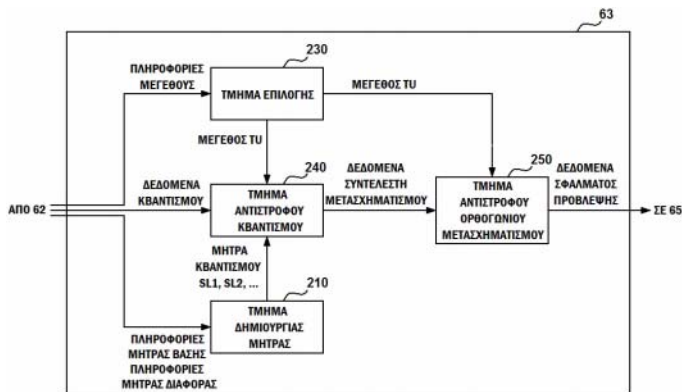 63
230
ΠΛΗΡΟΦΟΡΙΕΣ
ΜΕΓΕΘΟΥΣ
ΤΜΗΜΑ ΕΠΙΛΟΓΗΣ
ΜΕΓΕΘΟΣ TU
ΜΕΓΕΘΟΣ TU
240
250
ΑΠΟ 62
ΔΕΔΟΜΕΝΑ
ΚΒΑΝΤΙΣΜΟΥ
ΤΜΗΜΑ
ΑΝΤΙΣΤΡΟΦΟΥ
ΚΒΑΝΤΙΣΜΟΥ
ΔΕΔΟΜΕΝΑ
ΣΥΝΤΕΛΕΣΤΗ
ΜΕΤΑΣΧΗΜΑΤΙΣΜΟΥ
ΤΜΗΜΑ
ΑΝΤΙΣΤΡΟΦΟΥ
ΟΡΘΟΓΩΝΙΟΥ
ΜΕΤΑΣΧΗΜΑΤΙΣΜΟΥ
ΔΕΔΟΜΕΝΑ
ΣΦΑΛΜΑΤΟΣ
ΠΡΟΒΛΕΨΗΣ
ΣΕ 65
ΜΗΤΡΑ
ΚΒΑΝΤΙΣΜΟΥ
SL1, SL2, ...
210
ΤΜΗΜΑ
ΔΗΜΙΟΥΡΓΙΑΣ
ΜΗΤΡΑΣ
ΠΛΗΡΟΦΟΡΙΕΣ
ΜΗΤΡΑΣ ΒΑΣΗΣ
ΠΛΗΡΟΦΟΡΙΕΣ
ΜΗΤΡΑΣ ΔΙΑΦΟΡΑΣ